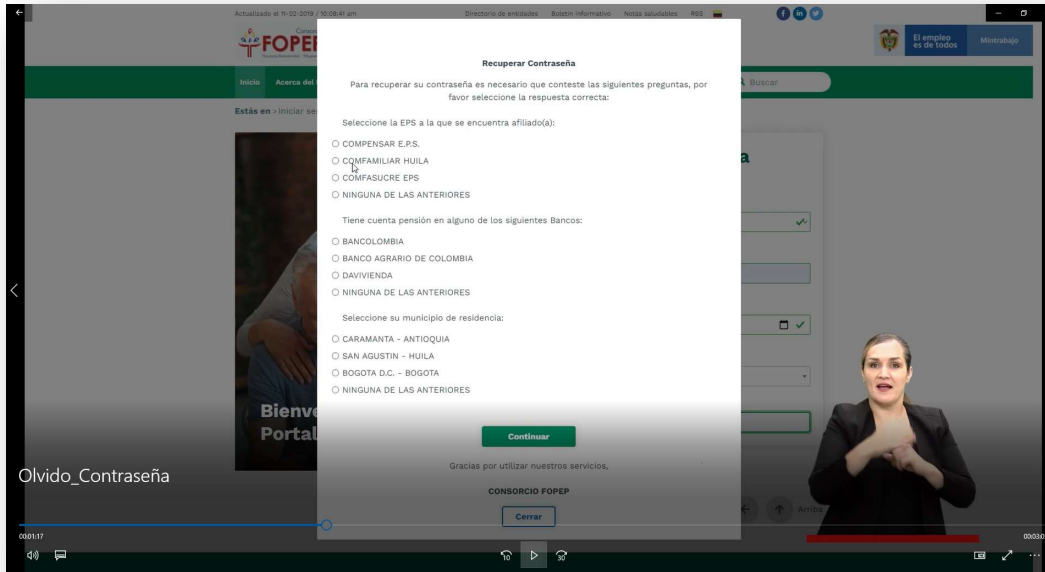 Actualizado el 11-02-2019 / 10:08:41 am
Directorio de entidades Boletín informativo Notas saludables RSS
Consor
FOPEP
El empleo
es de todos
Mintrabajo
Inicio Acerca del
Buscar
Estás en > Iniciar se
Recuperar Contraseña
Para recuperar su contraseña es necesario que conteste las siguientes preguntas, por
favor seleccione la respuesta correcta:
Seleccione la EPS a la que se encuentra afiliado(a):
COMPENSAR E.P.S.
COMFAMILIAR HUILA
COMFASUCRE EPS
NINGUNA DE LAS ANTERIORES
Tiene cuenta pensión en alguno de los siguientes Bancos:
BANCOLOMBIA
BANCO AGRARIO DE COLOMBIA
DAVIVIENDA
NINGUNA DE LAS ANTERIORES
Seleccione su municipio de residencia:
CARAMANTA - ANTIOQUIA
SAN AGUSTIN - HUILA
BOGOTA D.C. - BOGOTA
NINGUNA DE LAS ANTERIORES
a
Bienve
Portal
Continuar
Gracias por utilizar nuestros servicios,
CONSORCIO FOPEP
Cerrar
Arriba
Olvido_Contraseña
00:01:17
00:03:0
10
30